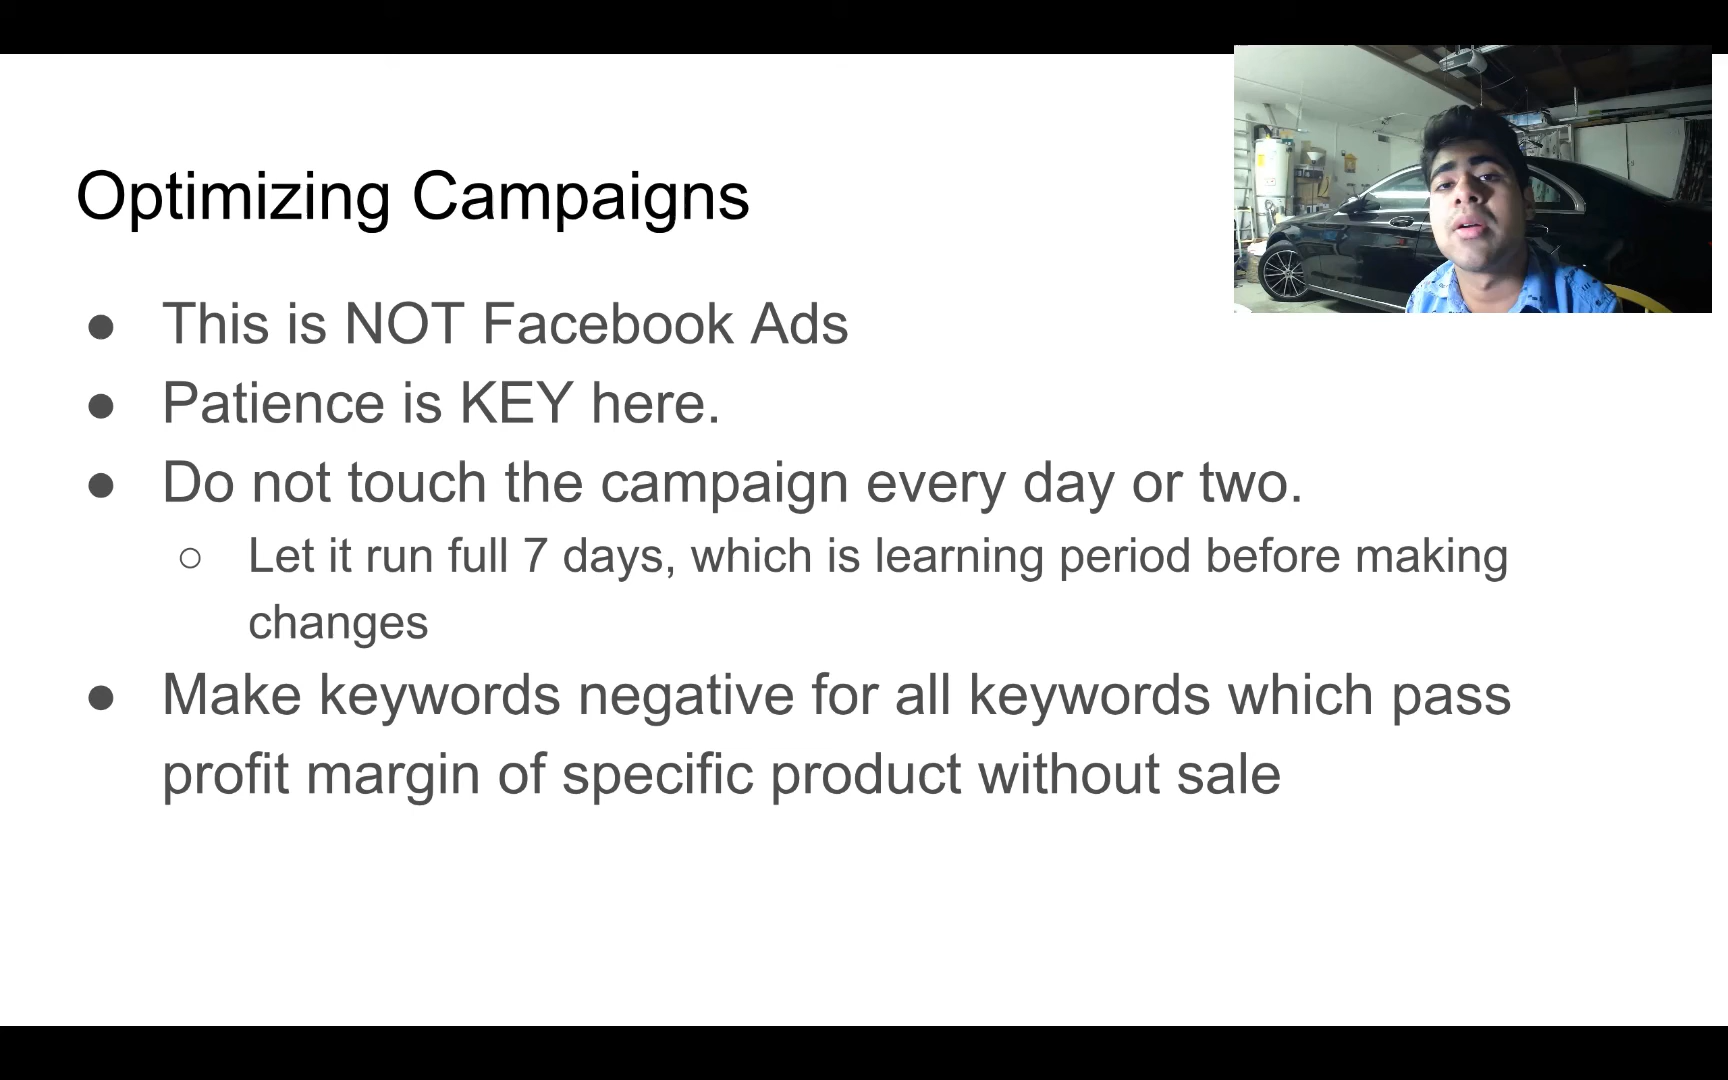 Optimizing Campaigns
● This is NOT Facebook Ads
● Patience is KEY here.
● Do not touch the campaign every day or two.
○ Let it run full 7 days, which is learning period before making
changes
● Make keywords negative for all keywords which pass
profit margin of specific product without sale